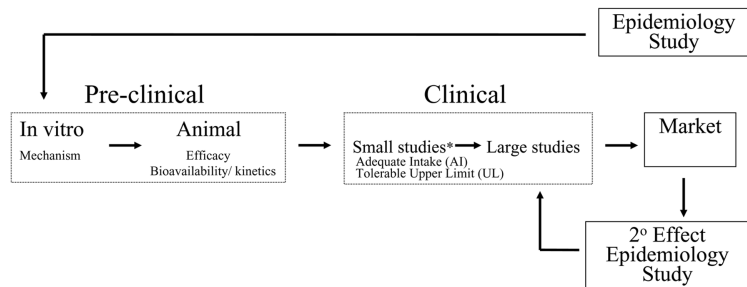 Epidemiology
Study
Pre-clinical
In vitro
Mechanism
Animal
Efficacy
Bioavailability/ kinetics
Clinical
Small studies*
Adequate Intake (AI)
Tolerable Upper Limit (UL)
Large studies
Market
2º Effect
Epidemiology
Study